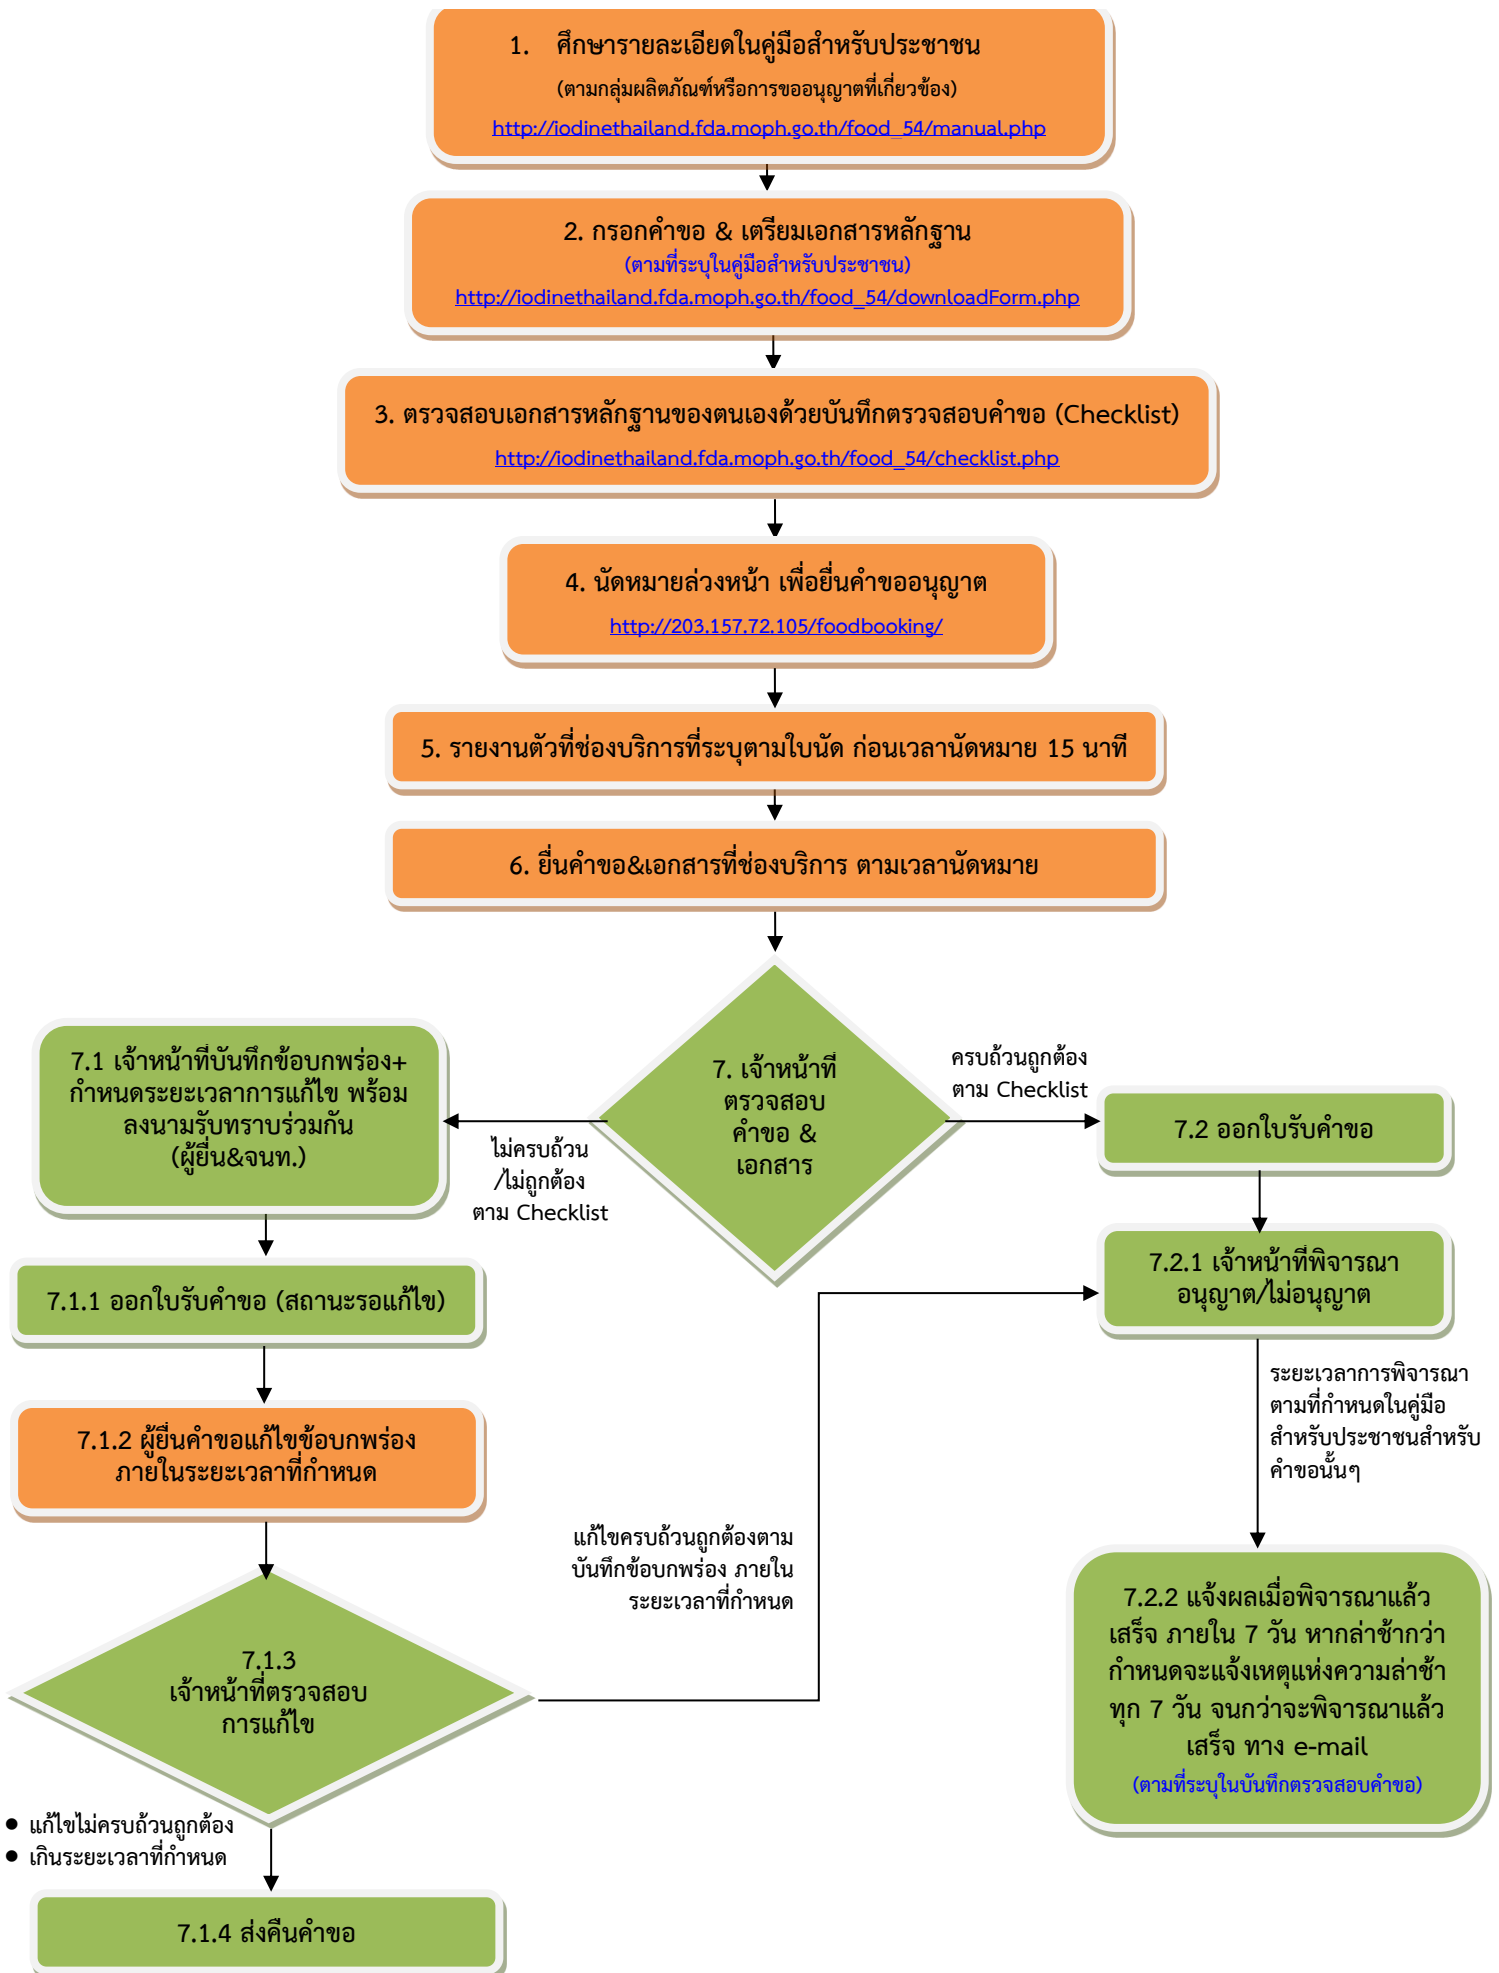 1. ศึกษารายละเอียดในคู่มือสำหรับประชาชน
(ตามกลุ่มผลิตภัณฑ์หรือการขออนุญาตที่เกี่ยวข้อง)
http://iodinethailand.fda.moph.go.th/food_54/manual.php
2. กรอกคำขอ & เตรียมเอกสารหลักฐาน
(ตามที่ระบุในคู่มือสำหรับประชาชน)
http://iodinethailand.fda.moph.go.th/food_54/downloadForm.php
3. ตรวจสอบเอกสารหลักฐานของตนเองด้วยบันทึกตรวจสอบคำขอ (Checklist)
http://iodinethailand.fda.moph.go.th/food_54/checklist.php
4. นัดหมายล่วงหน้า เพื่อยื่นคำขออนุญาต
http://203.157.72.105/foodbooking/
5. รายงานตัวที่ช่องบริการที่ระบุตามใบนัด ก่อนเวลานัดหมาย 15 นาที
6. ยื่นคำขอ&เอกสารที่ช่องบริการ ตามเวลานัดหมาย
7. เจ้าหน้าที่
ตรวจสอบ
คำขอ &
เอกสาร
ไม่ครบถ้วน
/ไม่ถูกต้อง
ตาม Checklist
7.1 เจ้าหน้าที่บันทึกข้อบกพร่อง+
กำหนดระยะเวลาการแก้ไข พร้อม
ลงนามรับทราบร่วมกัน
(ผู้ยื่น&จนท.)
7.1.1 ออกใบรับคำขอ (สถานะรอแก้ไข)
7.1.2 ผู้ยื่นคำขอแก้ไขข้อบกพร่อง
ภายในระยะเวลาที่กำหนด
7.1.3
เจ้าหน้าที่ตรวจสอบ
การแก้ไข
● แก้ไขไม่ครบถ้วนถูกต้อง
● เกินระยะเวลาที่กำหนด
7.1.4 ส่งคืนคำขอ
แก้ไขครบถ้วนถูกต้องตาม
บันทึกข้อบกพร่อง ภายใน
ระยะเวลาที่กำหนด
ครบถ้วนถูกต้อง
ตาม Checklist
7.2 ออกใบรับคำขอ
7.2.1 เจ้าหน้าที่พิจารณา
อนุญาต/ไม่อนุญาต
ระยะเวลาการพิจารณา
ตามที่กำหนดในคู่มือ
สำหรับประชาชนสำหรับ
คำขอนั้นๆ
7.2.2 แจ้งผลเมื่อพิจารณาแล้ว
เสร็จ ภายใน 7 วัน หากล่าช้ากว่า
กำหนดจะแจ้งเหตุแห่งความล่าช้า
ทุก 7 วัน จนกว่าจะพิจารณาแล้ว
เสร็จ ทาง e-mail
(ตามที่ระบุในบันทึกตรวจสอบคำขอ)